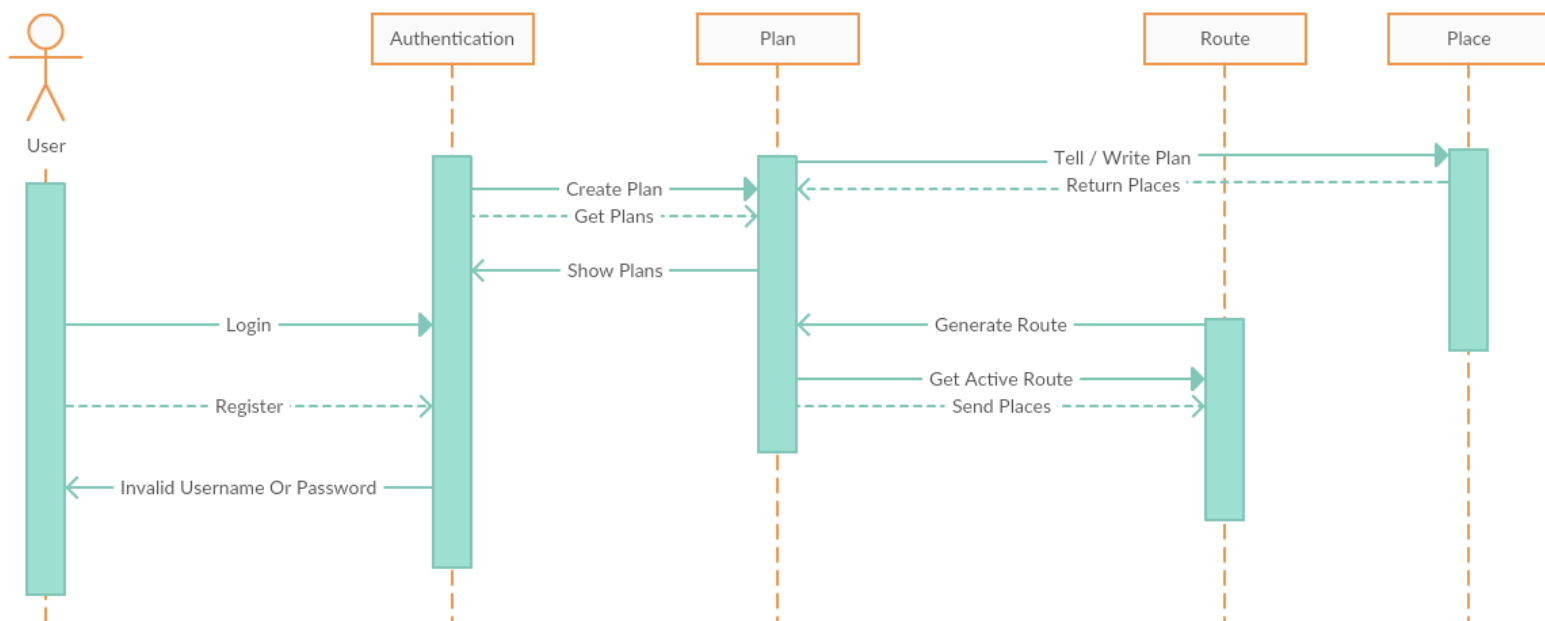 Authentication
Plan
Route
Place
User
Tell / Write Plan
Return Places
Create Plan
Get Plans
Show Plans
Login
Generate Route
Get Active Route
Register
Send Places
Invalid Username Or Password